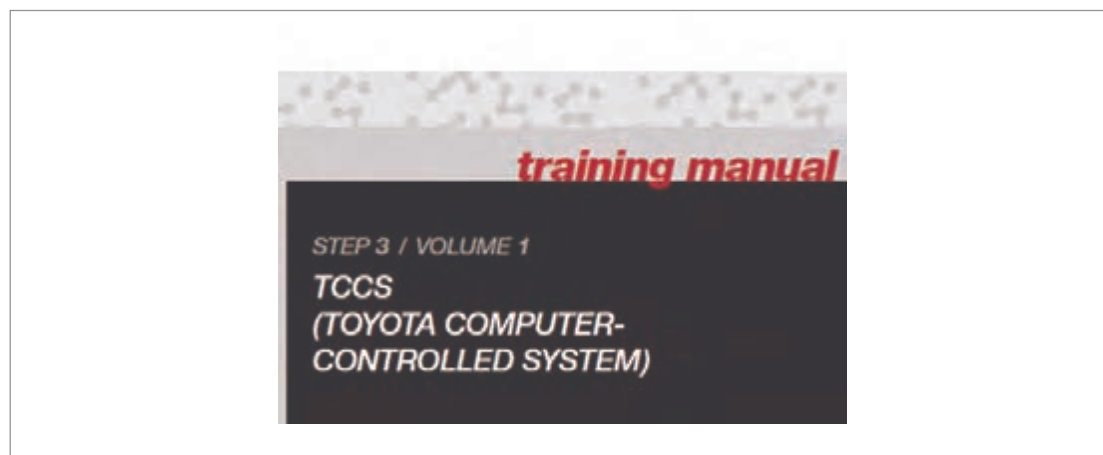 training manual
STEP 3 / VOLUME 1
TCCS
(TOYOTA COMPUTER-
CONTROLLED SYSTEM)